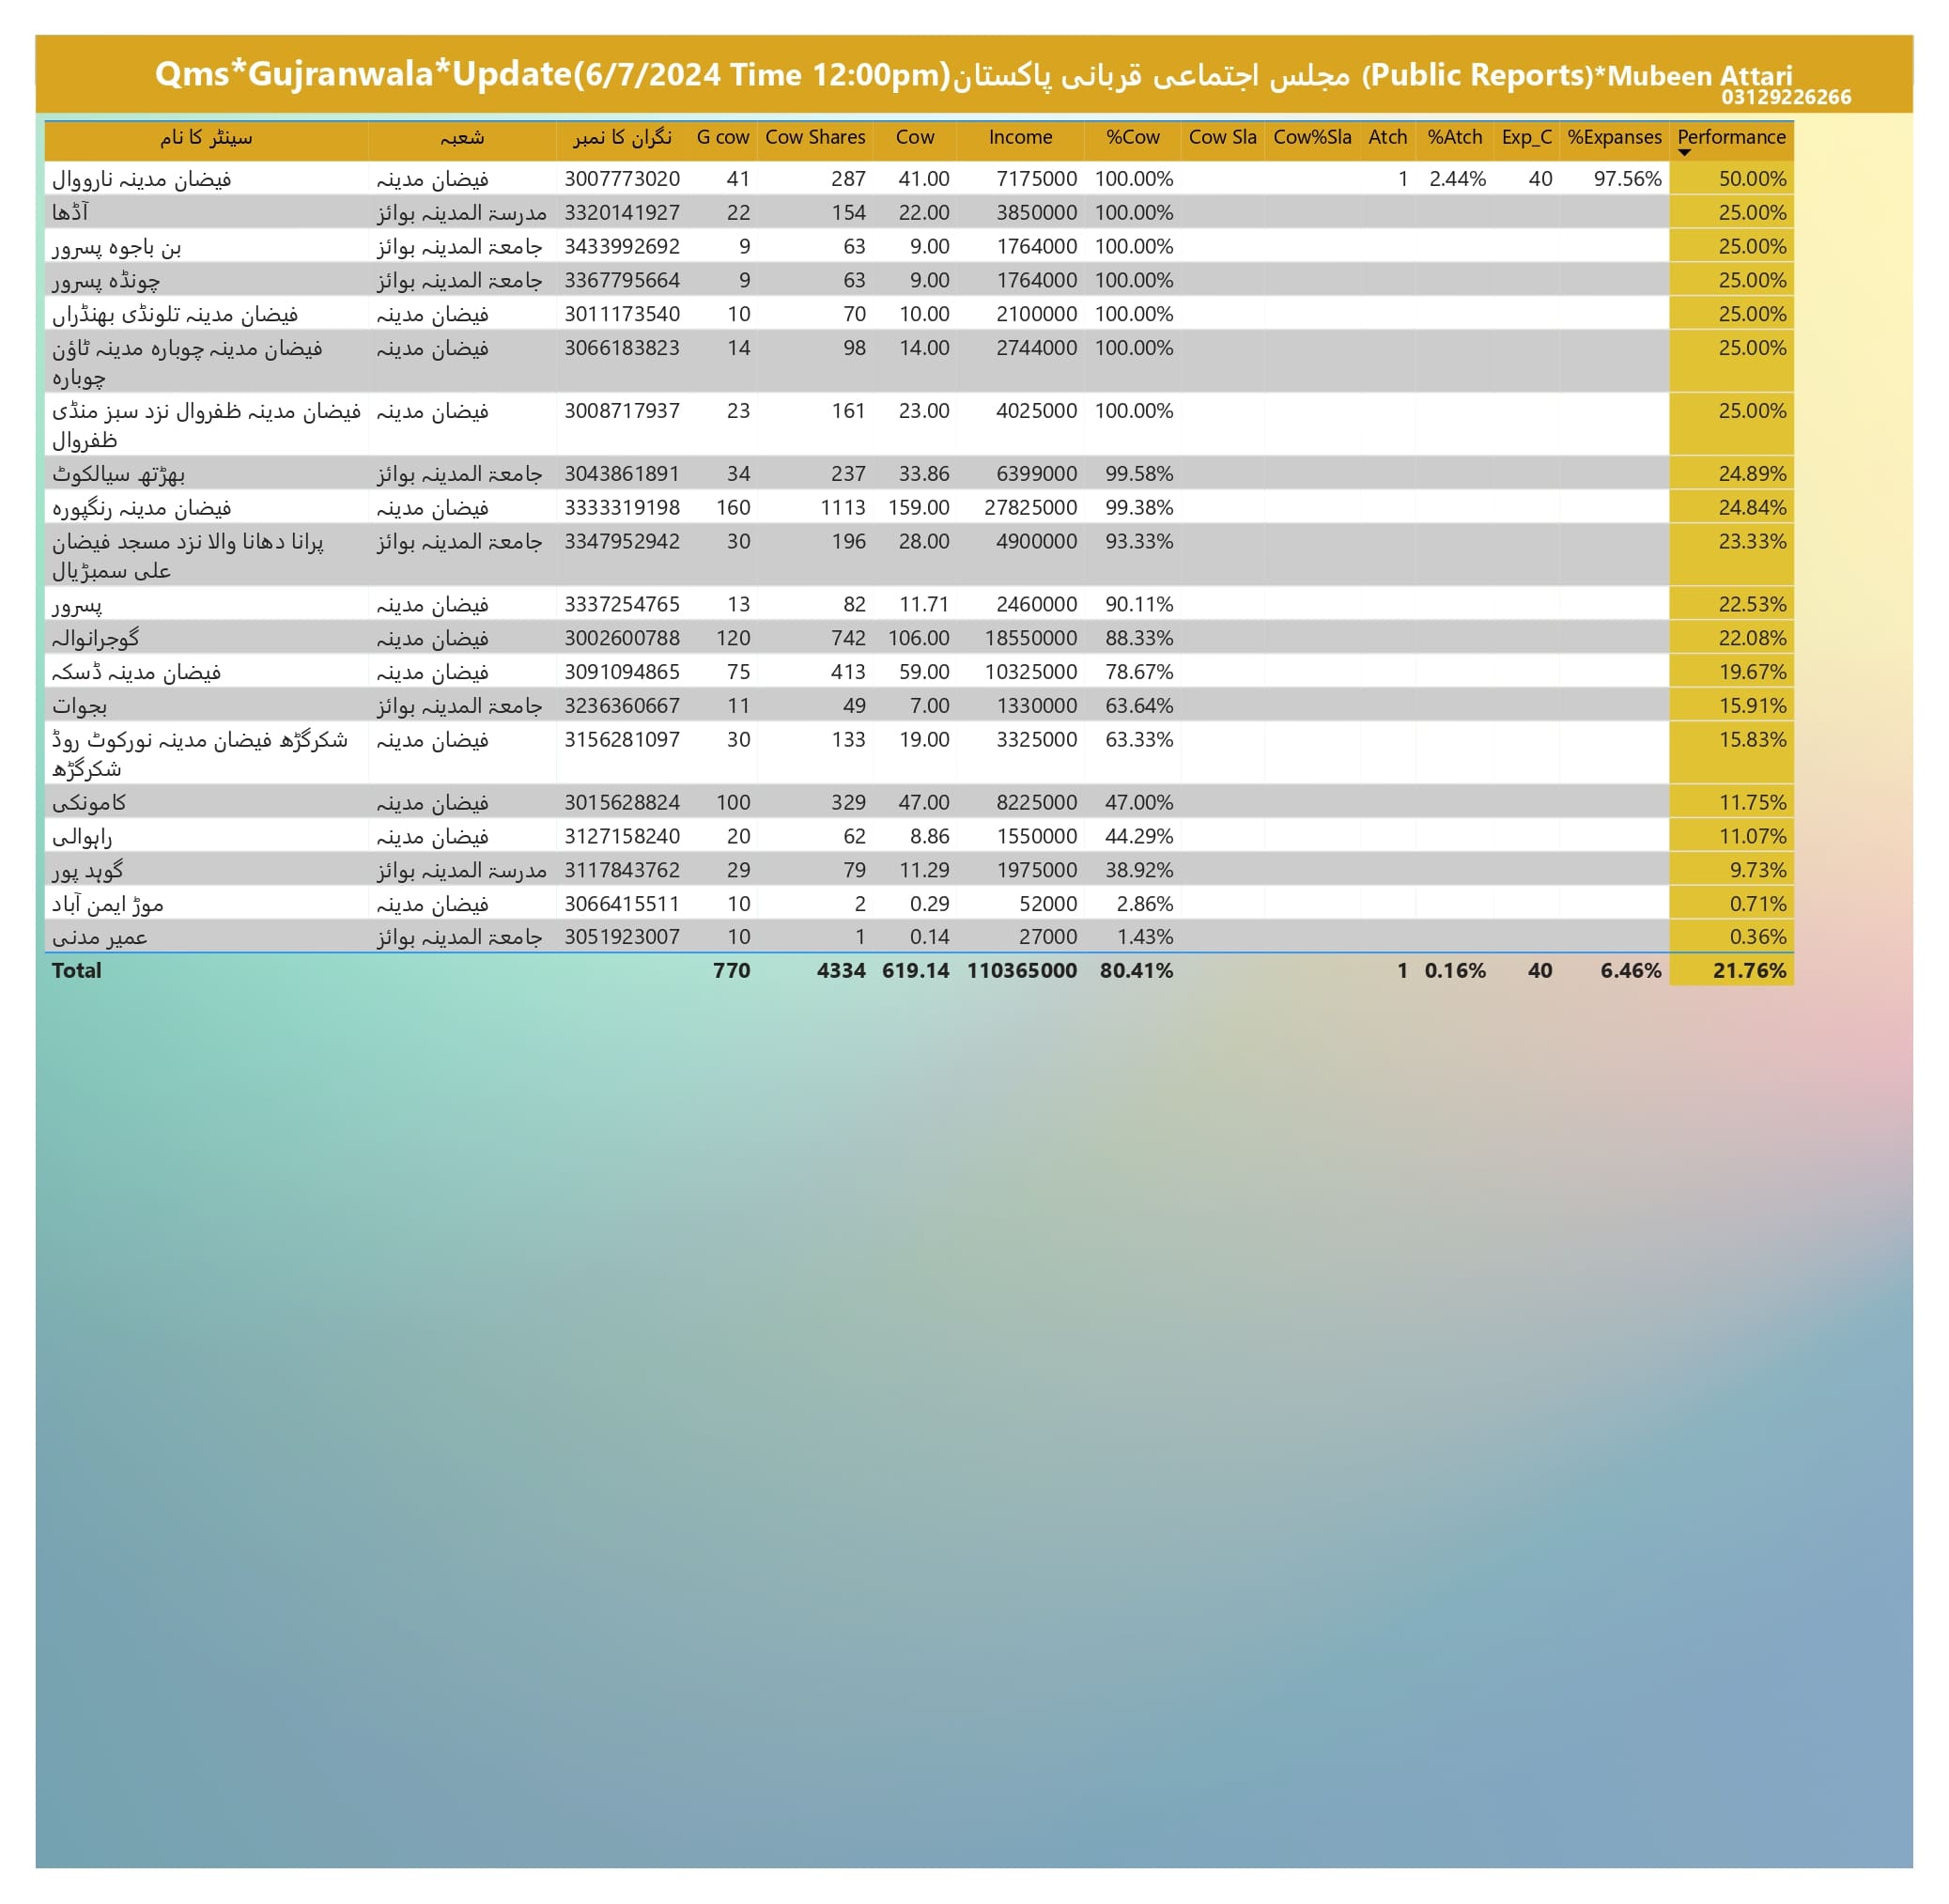 Qms*Gujranwala*Update(6/7/2024 Time 12:00pm)مجلس اجتماعی قربانی پاکستان (Public Reports)*Mubeen Attari
03129226266
سینٹر کا نام شعبہ نگران کا نمبر G cow Cow Shares Cow Income %Cow Cow Sla Cow%Sla Atch %Atch Exp_C %Expanses Performance
فیضان مدینہ نارووال فیضان مدینہ 3007773020 41 287 41.00 7175000 100.00% 1 2.44% 40 97.56% 50.00%
آڈھا مدرسۃ المدینہ بوائز 3320141927 22 154 22.00 3850000 100.00% 25.00%
بن باجوہ پسرور جامعۃ المدینہ بوائز 3433992692 9 63 9.00 1764000 100.00% 25.00%
چونڈہ پسرور جامعۃ المدینہ بوائز 3367795664 9 63 9.00 1764000 100.00% 25.00%
فیضان مدینہ تلونڈی بھنڈراں فیضان مدینہ 3011173540 10 70 10.00 2100000 100.00% 25.00%
فیضان مدینہ چوبارہ مدینہ ٹاؤن فیضان مدینہ 3066183823 14 98 14.00 2744000 100.00% 25.00%
چوبارہ
فیضان مدینہ ظفروال نزد سبز منڈی فیضان مدینہ 3008717937 23 161 23.00 4025000 100.00% 25.00%
ظفروال
بھڑتھ سیالکوٹ جامعۃ المدینہ بوائز 3043861891 34 237 33.86 6399000 99.58% 24.89%
فیضان مدینہ رنگپورہ فیضان مدینہ 3333319198 160 1113 159.00 27825000 99.38% 24.84%
پرانا دھانا والا نزد مسجد فیضان جامعۃ المدینہ بوائز 3347952942 30 196 28.00 4900000 93.33% 23.33%
علی سمبڑیال
پسرور فیضان مدینہ 3337254765 13 82 11.71 2460000 90.11% 22.53%
گوجرانوالہ فیضان مدینہ 3002600788 120 742 106.00 18550000 88.33% 22.08%
فیضان مدینہ ڈسکہ فیضان مدینہ 3091094865 75 413 59.00 10325000 78.67% 19.67%
بجوات جامعۃ المدینہ بوائز 3236360667 11 49 7.00 1330000 63.64% 15.91%
شکرگڑھ فیضان مدینہ نورکوٹ روڈ فیضان مدینہ 3156281097 30 133 19.00 3325000 63.33% 15.83%
شکرگڑھ
کامونکی فیضان مدینہ 3015628824 100 329 47.00 8225000 47.00% 11.75%
راہوالی فیضان مدینہ 3127158240 20 62 8.86 1550000 44.29% 11.07%
گوہد پور مدرسۃ المدینہ بوائز 3117843762 29 79 11.29 1975000 38.92% 9.73%
موڑ ایمن آباد فیضان مدینہ 3066415511 10 2 0.29 52000 2.86% 0.71%
عمیر مدنی جامعۃ المدینہ بوائز 3051923007 10 1 0.14 27000 1.43% 0.36%
Total 770 4334 619.14 110365000 80.41% 1 0.16% 40 6.46% 21.76%